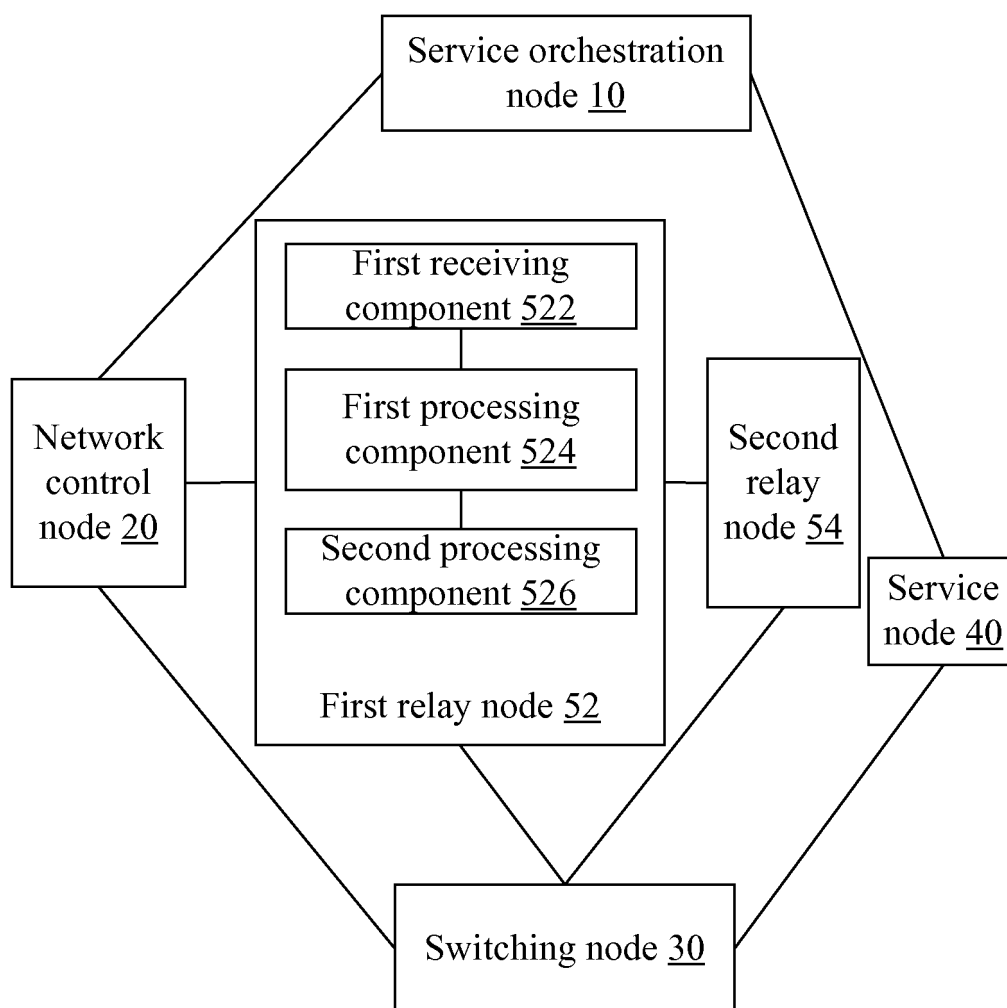 Service orchestration
node 10
First receiving
component 522
First processing
component 524
Second processing
component 526
First relay node 52
Network
control
node 20
Second
relay
node 54
Service
node 40
Switching node 30